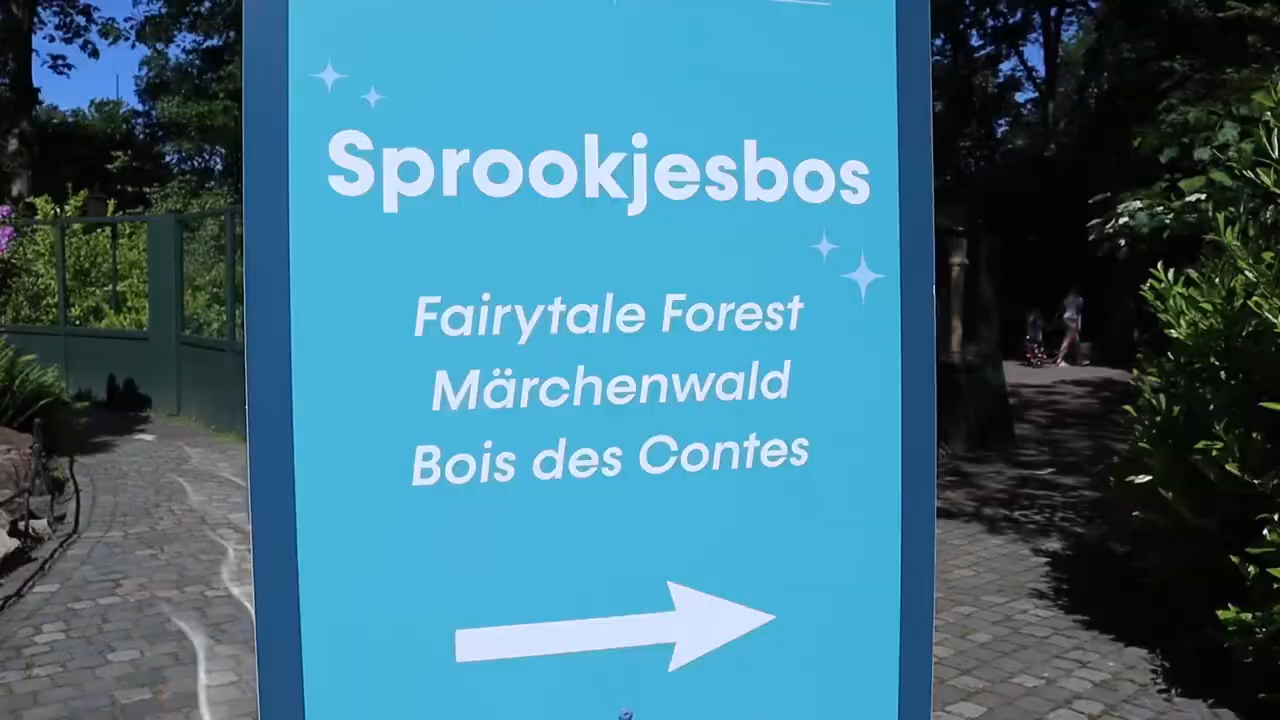 Sprookjesbos
Fairytale Forest
Märchenwald
Bois des Contes